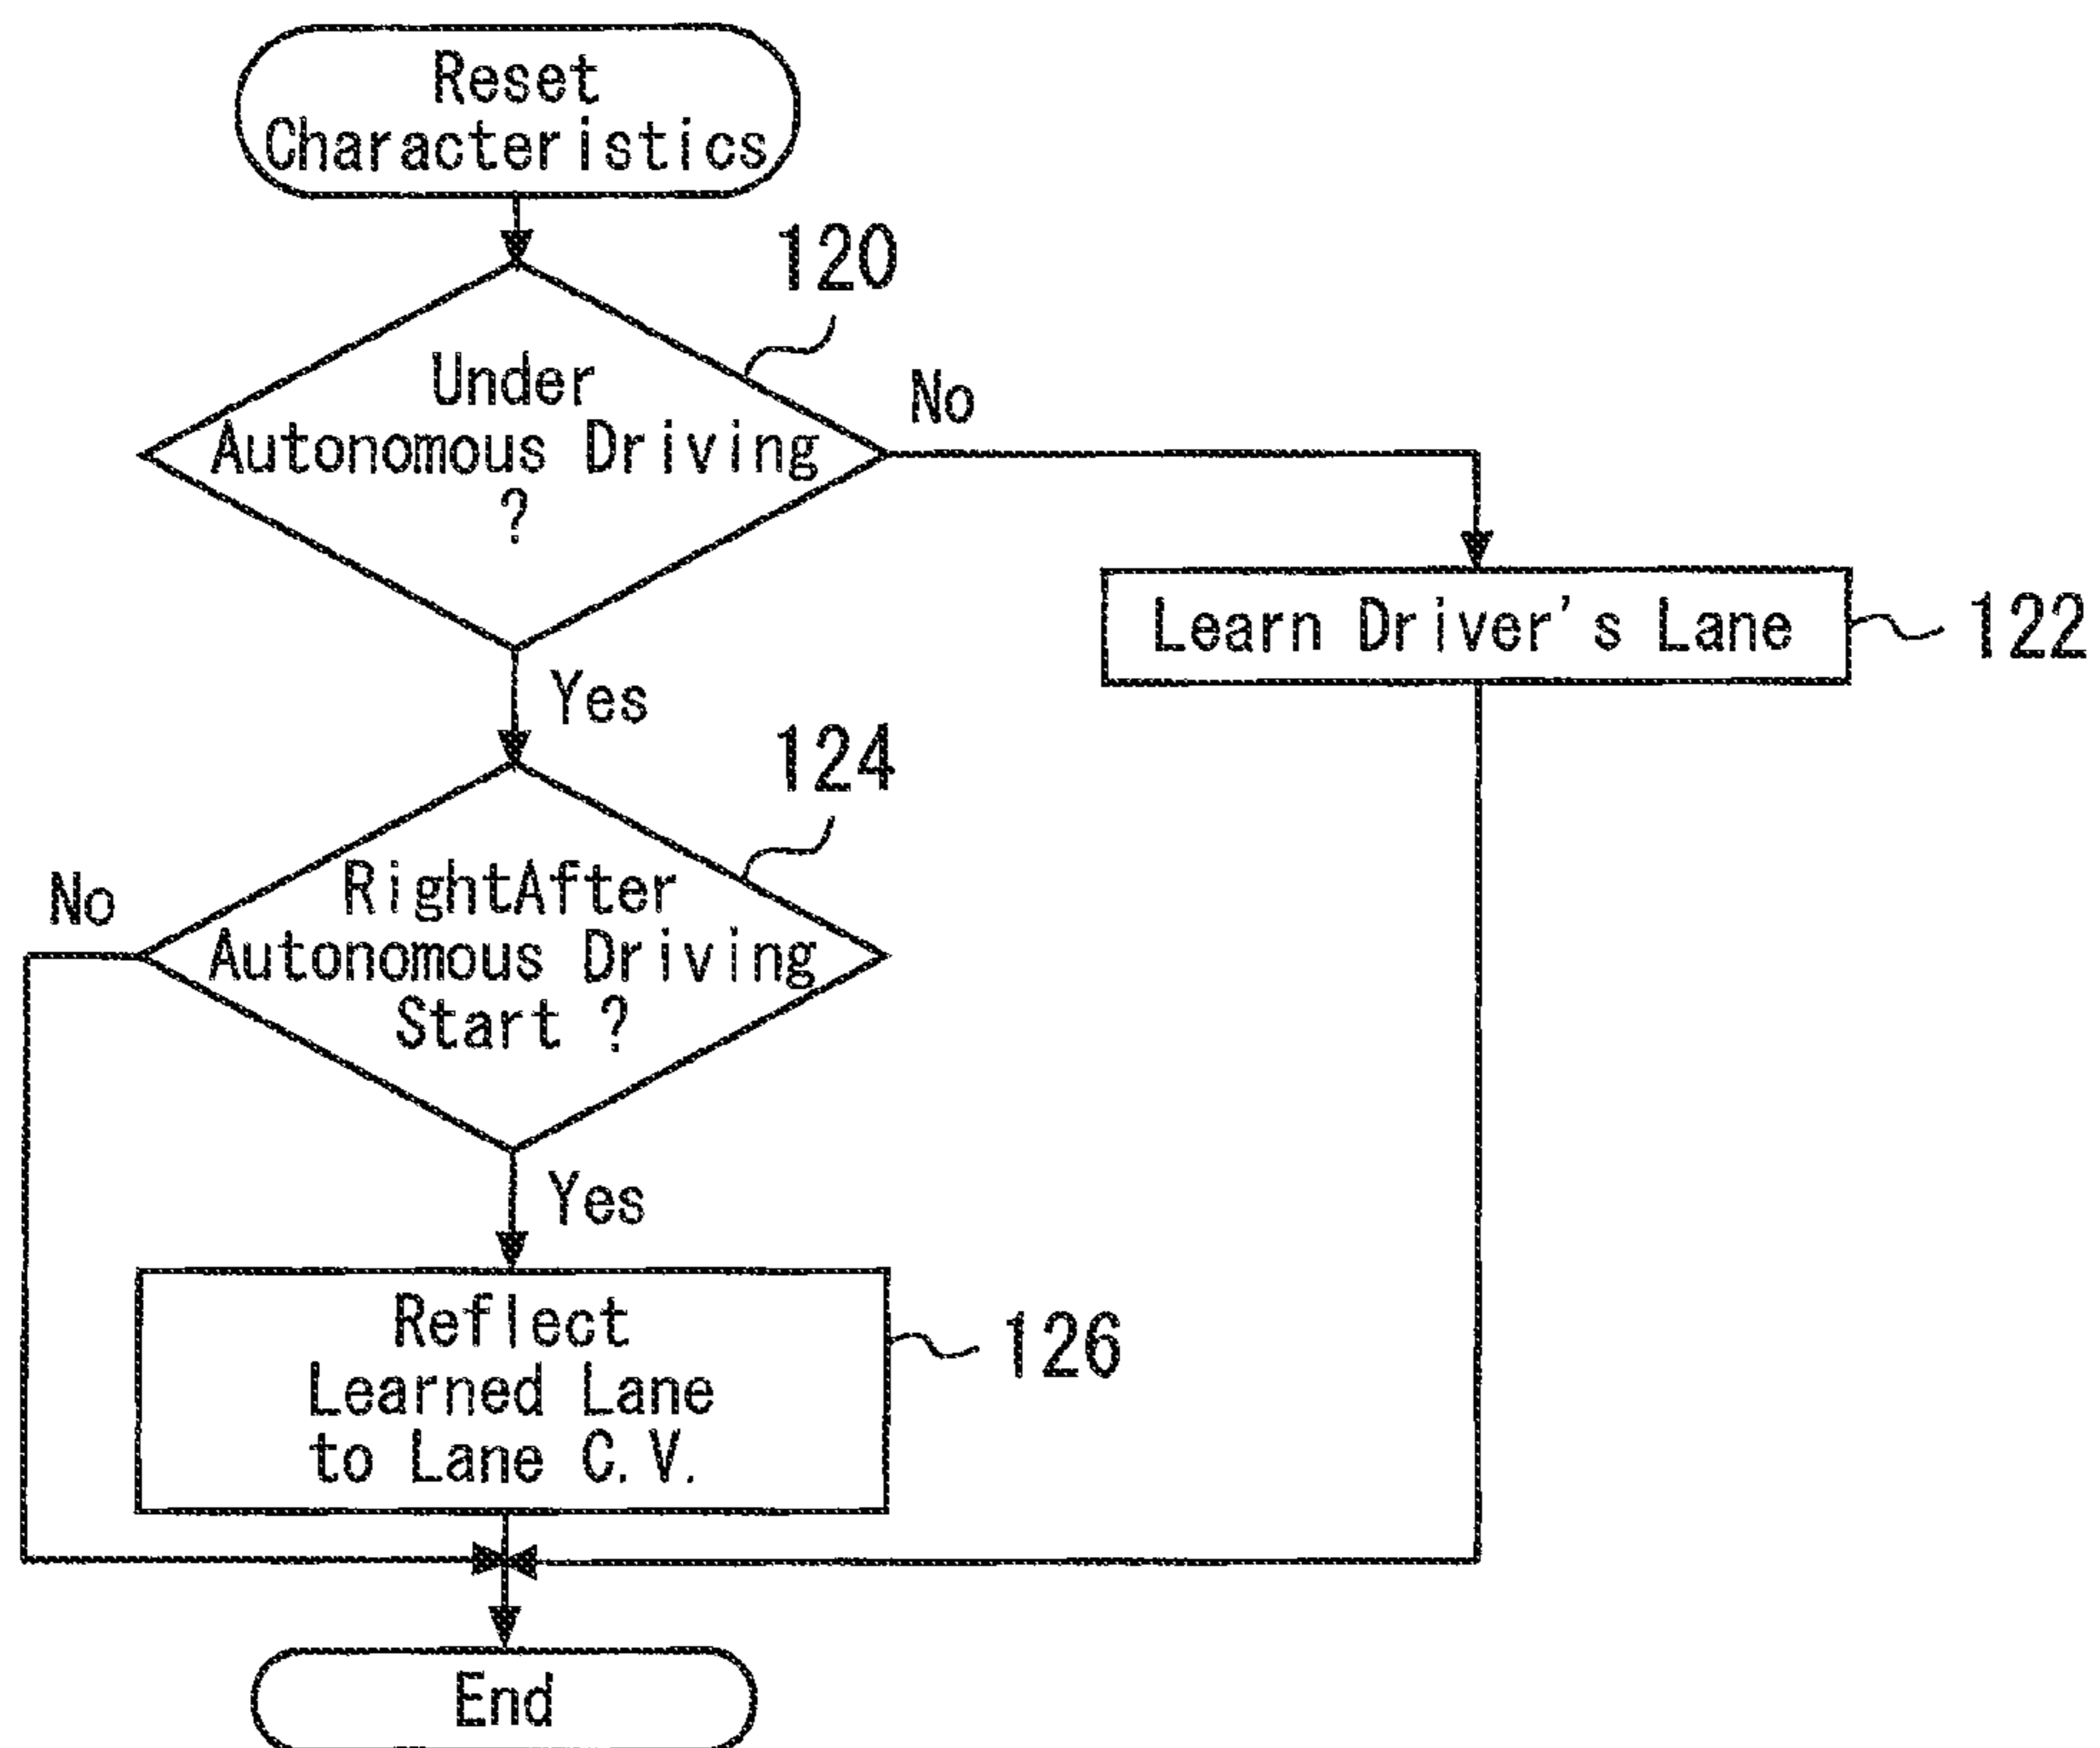 Reset
Characteristics
120
Under
Autonomous Driving
?
No
Learn Driver's Lane
122
Yes
124
No
RightAfter
Autonomous Driving
Start ?
Yes
Reflect
Learned Lane
to Lane C.V.
126
End